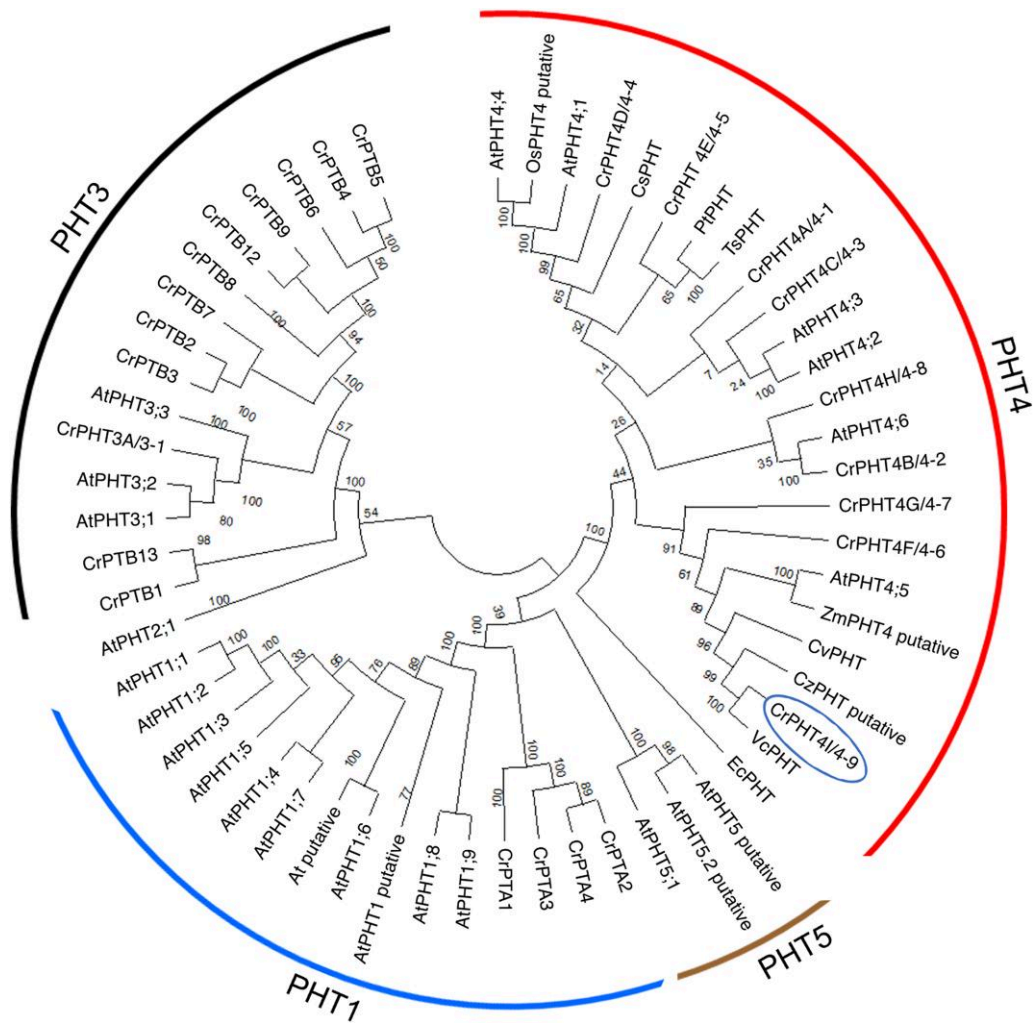 PHT3
PHT4
PHT5
PHT1
CrPTB5
CrPTB4
CrPTB6
CrPTB9
CrPTB12
CrPTB8
CrPTB7
CrPTB2
CrPTB3
AtPHT3;3
CrPHT3A/3-1
AtPHT3;2
AtPHT3;1
CrPTB13
CrPTB1
AtPHT2;1
AtPHT1;1
AtPHT1;2
AtPHT1;3
AtPHT1;5
AtPHT1;4
AtPHT1;7
At putative
AtPHT1;6
AtPHT1 putative
AtPHT1;8
AtPHT1;9
CrPTA1
CrPTA3
CrPTA4
CrPTA2
AtPHT5;1
AtPHT5;2 putative
AtPHT5 putative
EcPHT
VcPHT
CrPHT4I/4-9
CzPHT putative
CvPHT
ZmPHT4 putative
AtPHT4;5
CrPHT4F/4-6
CrPHT4G/4-7
CrPHT4B/4-2
AtPHT4;6
CrPHT4H/4-8
AtPHT4;2
AtPHT4;3
CrPHT4C/4-3
CrPHT4A/4-1
TsPHT
PtPHT
CrPHT 4E/4-5
CsPHT
CrPHT4D/4-4
AtPHT4;1
OsPHT4 putative
AtPHT4;4
100
50
100
100
94
100
57
100
100
100
80
98
100
54
100
100
100
33
95
76
89
100
77
100
100
39
100
100
100
89
100
98
100
44
26
14
92
65
99
100
100
65
100
7
24
100
35
100
91
61
100
89
96
99
100